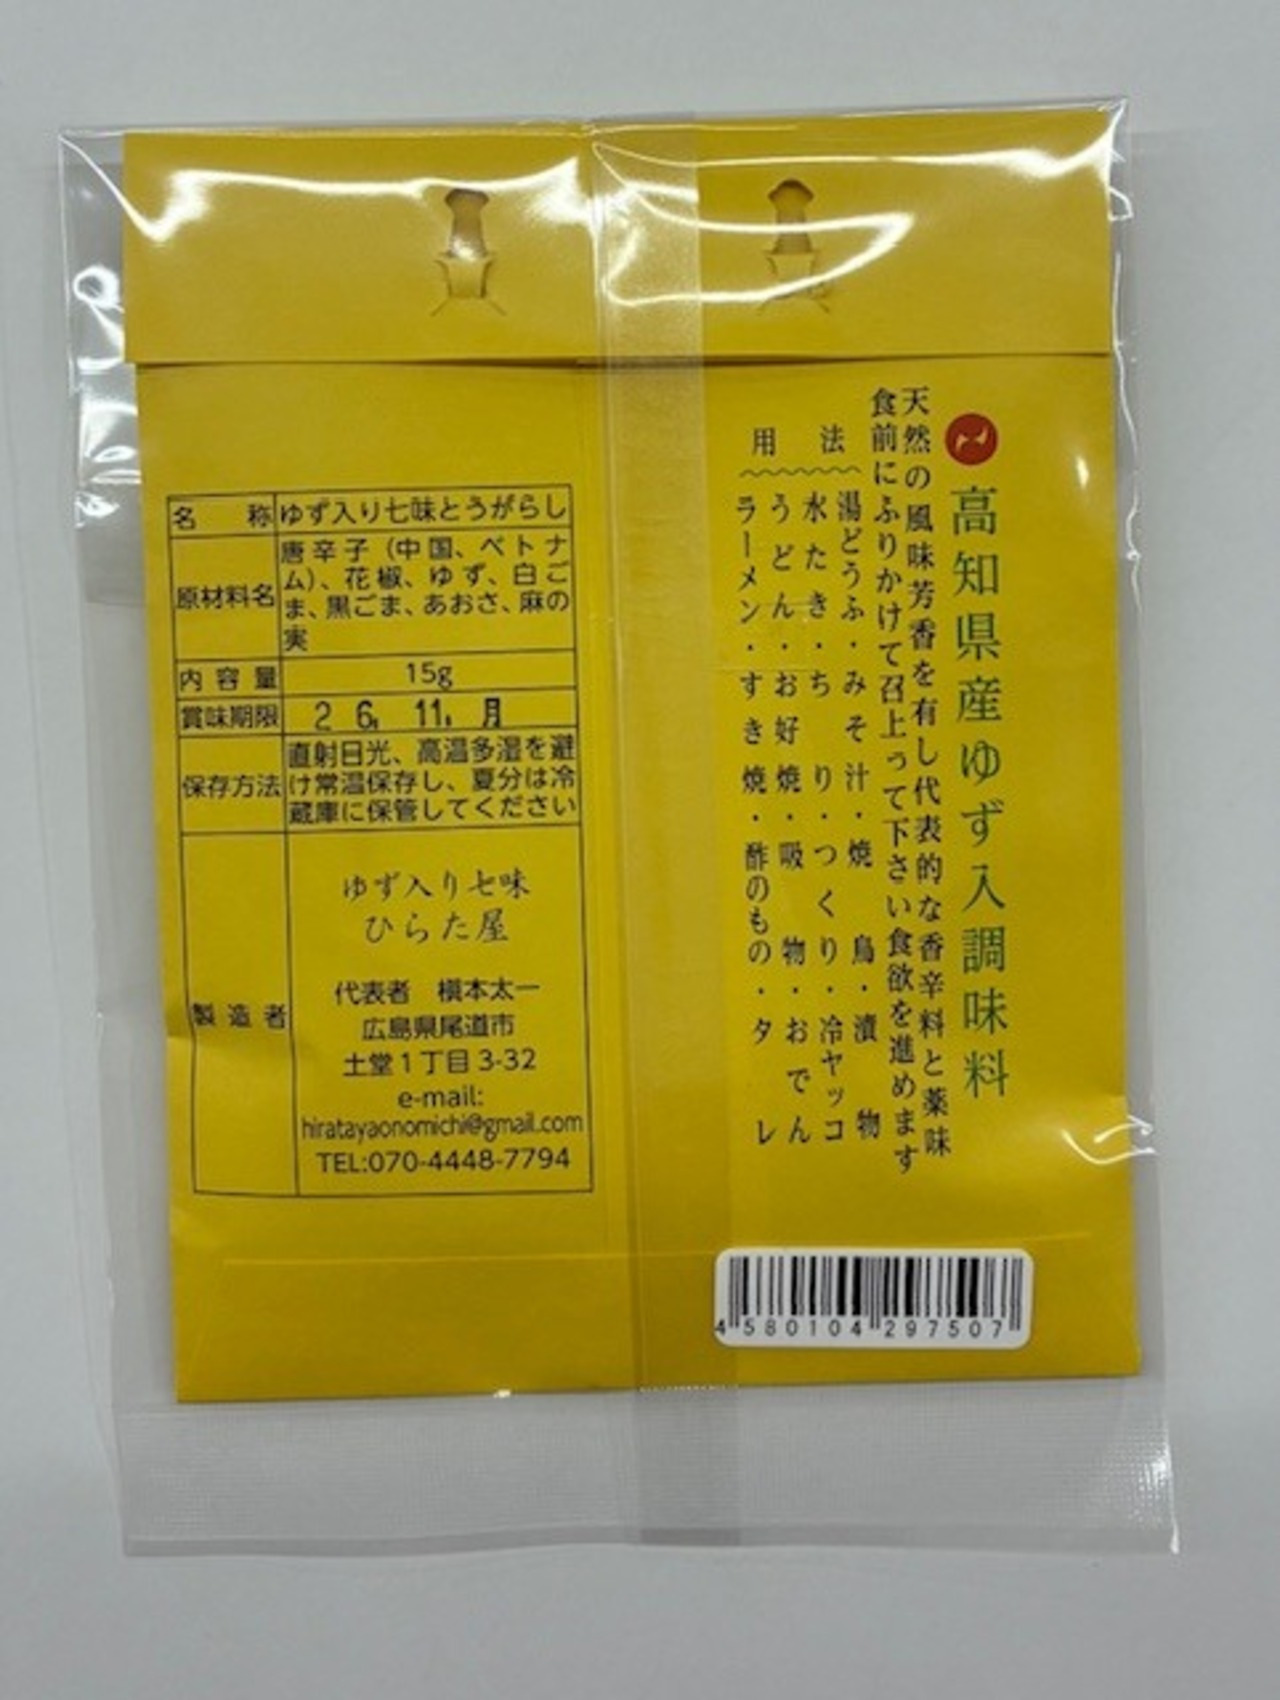 高知県産ゆず入調味料
天然の風味芳香を有し代表的な香辛料と薬味
食前にふりかけて召上って下さい食欲を進めます
用法
湯どうふ・みそ汁・焼鳥・漬物
水たき・ちり・つくり・冷ヤッコ
うどん・お好焼・吸物・おでん
ラーメン・すき焼・酢のもの・タレ
名称 ゆず入り七味とうがらし
原材料名 唐辛子（中国、ベトナ
ム）、花椒、ゆず、白ご
ま、黒ごま、あおさ、麻の
実
内容量 15g
賞味期限 26, 11, 月
保存方法 直射日光、高温多湿を避
け常温保存し、夏分は冷
蔵庫に保管してください
製造者
ゆず入り七味
ひらた屋
代表者 槇本太一
広島県尾道市
土堂1丁目3-32
e-mail:
hiratayaonomichi@gmail.com
TEL:070-4448-7794
4580104297507